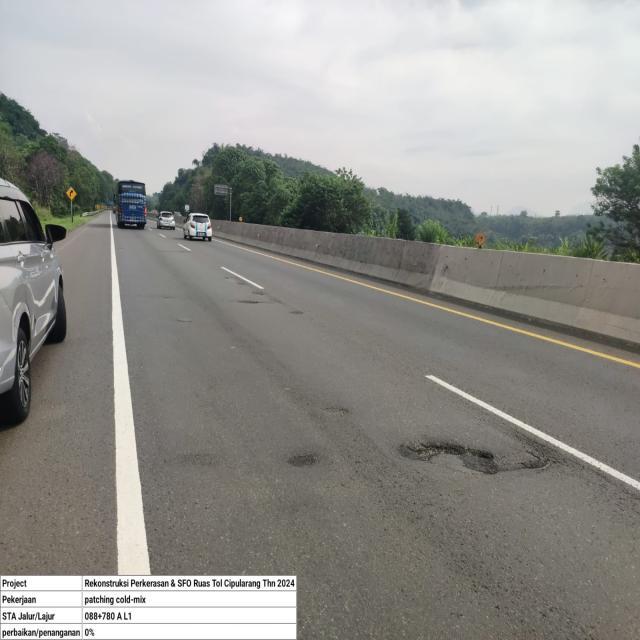 Project Rekonstruksi Perkerasan & SFO Ruas Tol Cipularang Thn 2024
Pekerjaan patching cold-mix
STA Jalur/Lajur 088+780 A L1
perbaikan/penanganan 0%